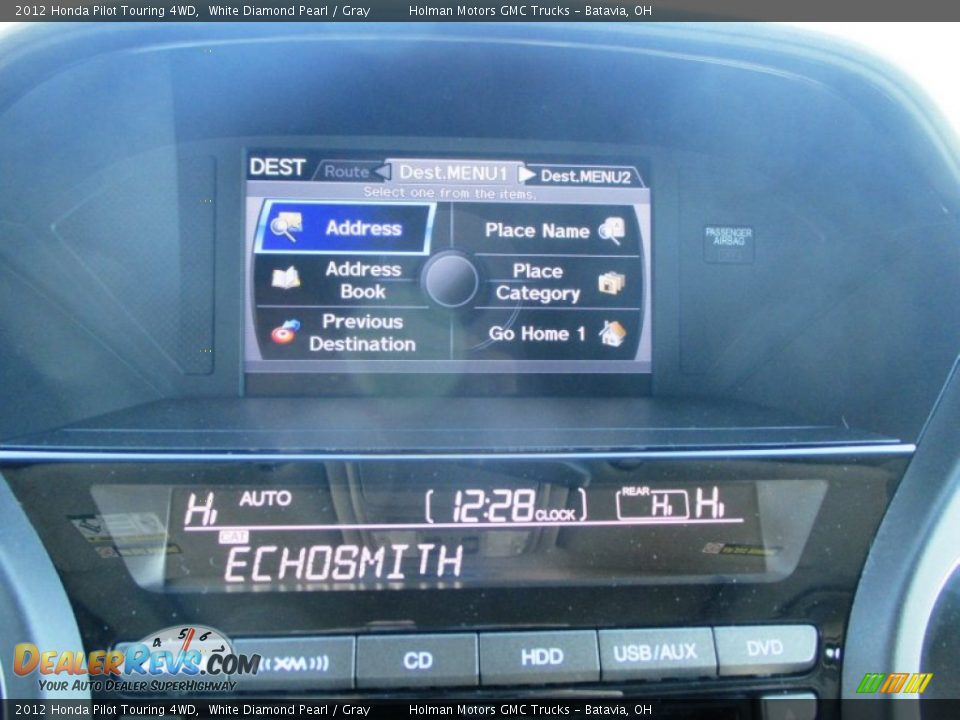 2012 Honda Pilot Touring 4WD, White Diamond Pearl / Gray Holman Motors GMC Trucks - Batavia, OH
DEST Route Dest.MENU1 Dest.MENU2
Select one from the items.
Address
Place Name
Address Book
Place Category
Previous Destination
Go Home 1
PASSENGER AIRBAG
Hi AUTO 12:28 CLOCK REAR Hi Hi
CAT
ECHOSMITH
XM CD HDD USB/AUX DVD
4 5 6
DEALERREVS.COM
YOUR AUTO DEALER SUPERHIGHWAY
2012 Honda Pilot Touring 4WD, White Diamond Pearl / Gray Holman Motors GMC Trucks - Batavia, OH